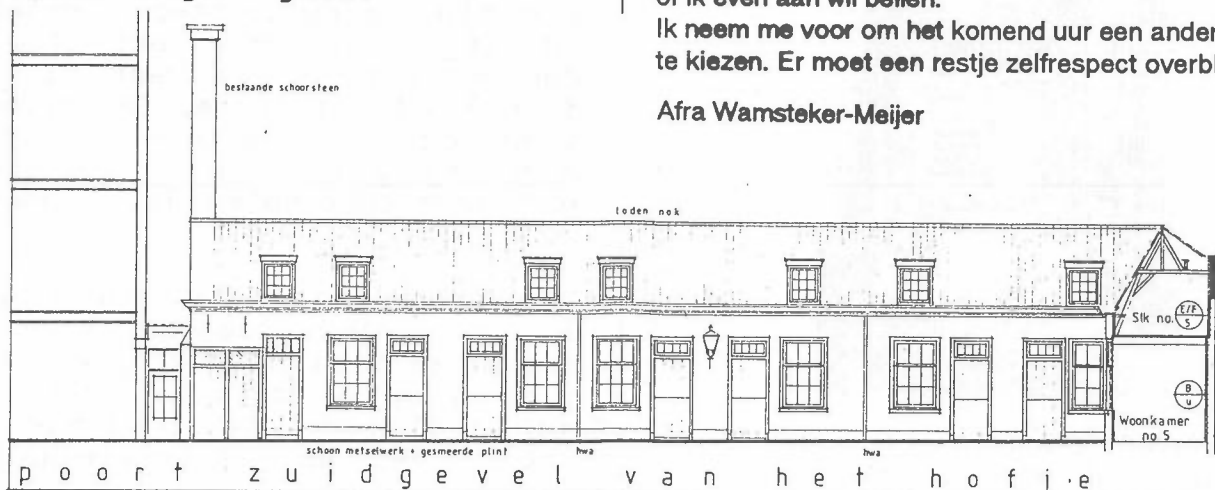 of ik even aan wil bellen.
Ik neem me voor om het komend uur een ander
te kiezen. Er moet een restje zelfrespect overbl
Afra Wamsteker-Meijer
bestaande schoorsteen
loden nok
Slk no. E/F 5
B u
Woonkamer
no 5
schoon metselwerk + gesmeerde plint hwa hwa
poort zuidgevel van het hofje